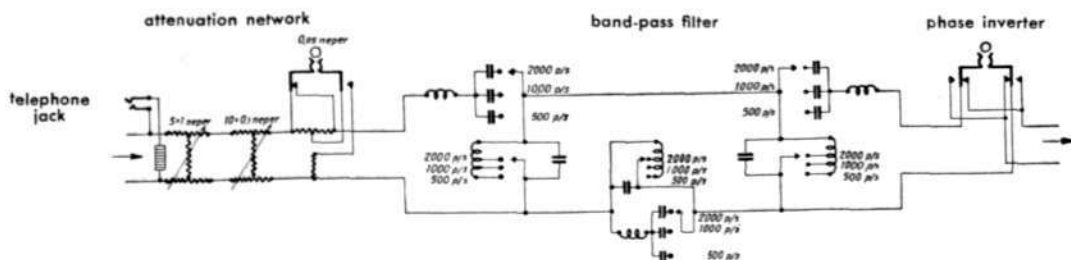 attenuation network
band-pass filter
phase inverter
telephone
jack
0,05 neper
5×1 neper
10×0,1 neper
2000 p/s
1000 p/s
500 p/s
2000 p/s
1000 p/s
500 p/s
2000 p/s
1000 p/s
500 p/s
2000 p/s
1000 p/s
500 p/s
2000 p/s
1000 p/s
500 p/s
2000 p/s
1000 p/s
500 p/s